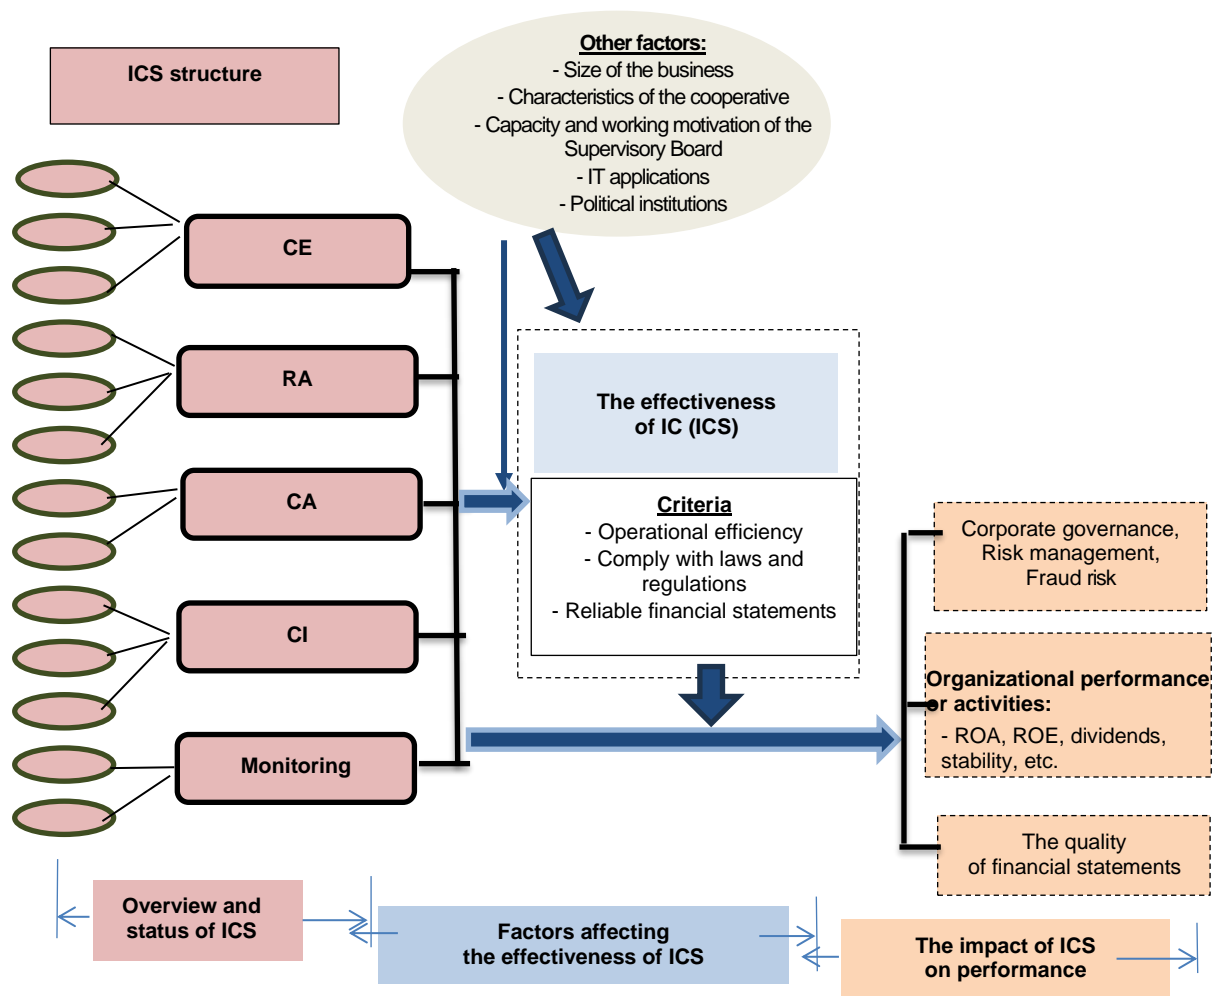 ICS structure
Other factors:
- Size of the business
- Characteristics of the cooperative
- Capacity and working motivation of the
Supervisory Board
- IT applications
- Political institutions
CE
RA
CA
CI
Monitoring
The effectiveness
of IC (ICS)
Criteria
- Operational efficiency
- Comply with laws and
regulations
- Reliable financial statements
Corporate governance,
Risk management,
Fraud risk
Organizational performance
or activities:
- ROA, ROE, dividends,
stability, etc.
The quality
of financial statements
Overview and
status of ICS
Factors affecting
the effectiveness of ICS
The impact of ICS
on performance